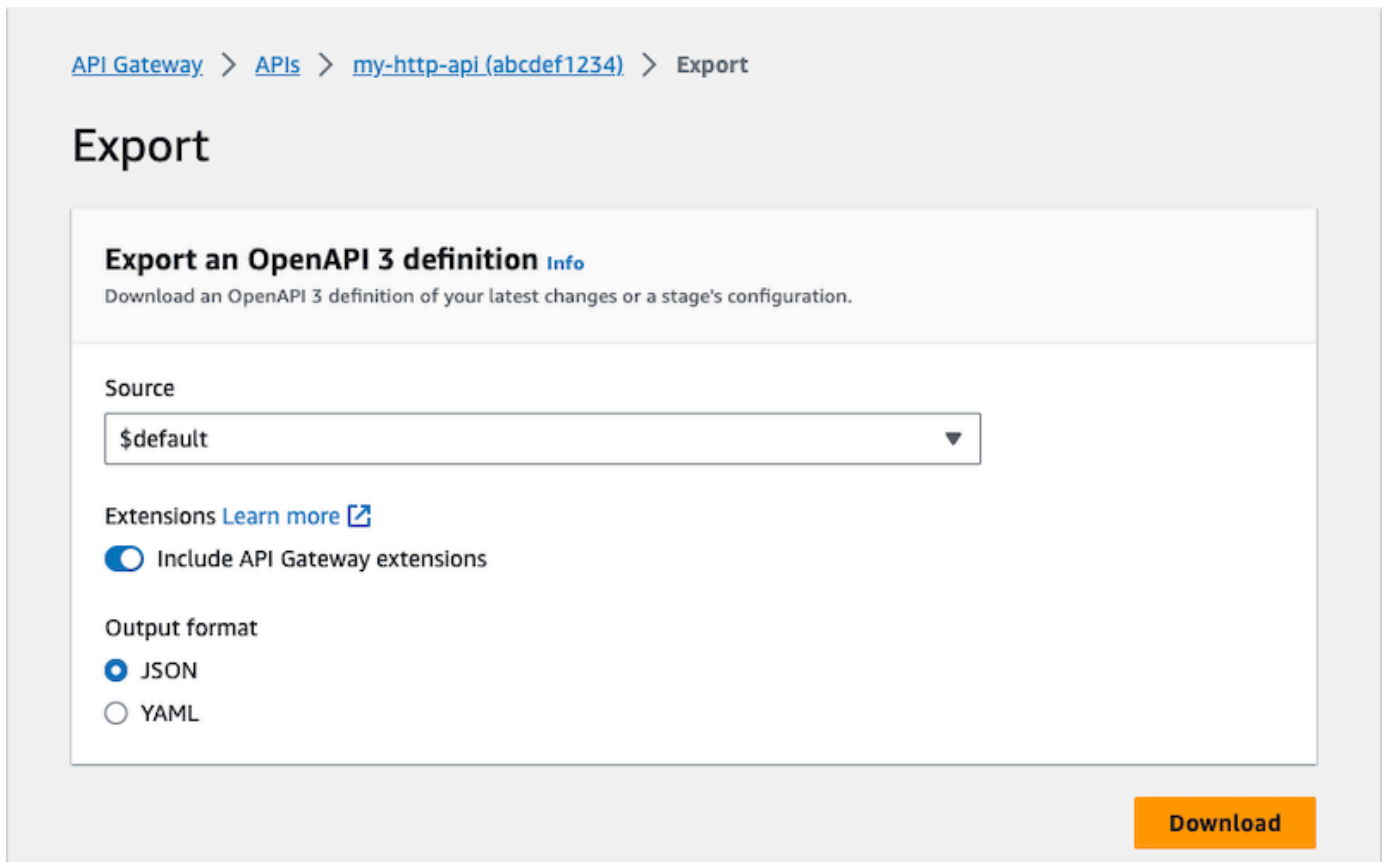 API Gateway > APIs > my-http-api (abcdef1234) > Export
Export
Export an OpenAPI 3 definition Info
Download an OpenAPI 3 definition of your latest changes or a stage's configuration.
Source
$default
Extensions Learn more
Include API Gateway extensions
Output format
JSON
YAML
Download